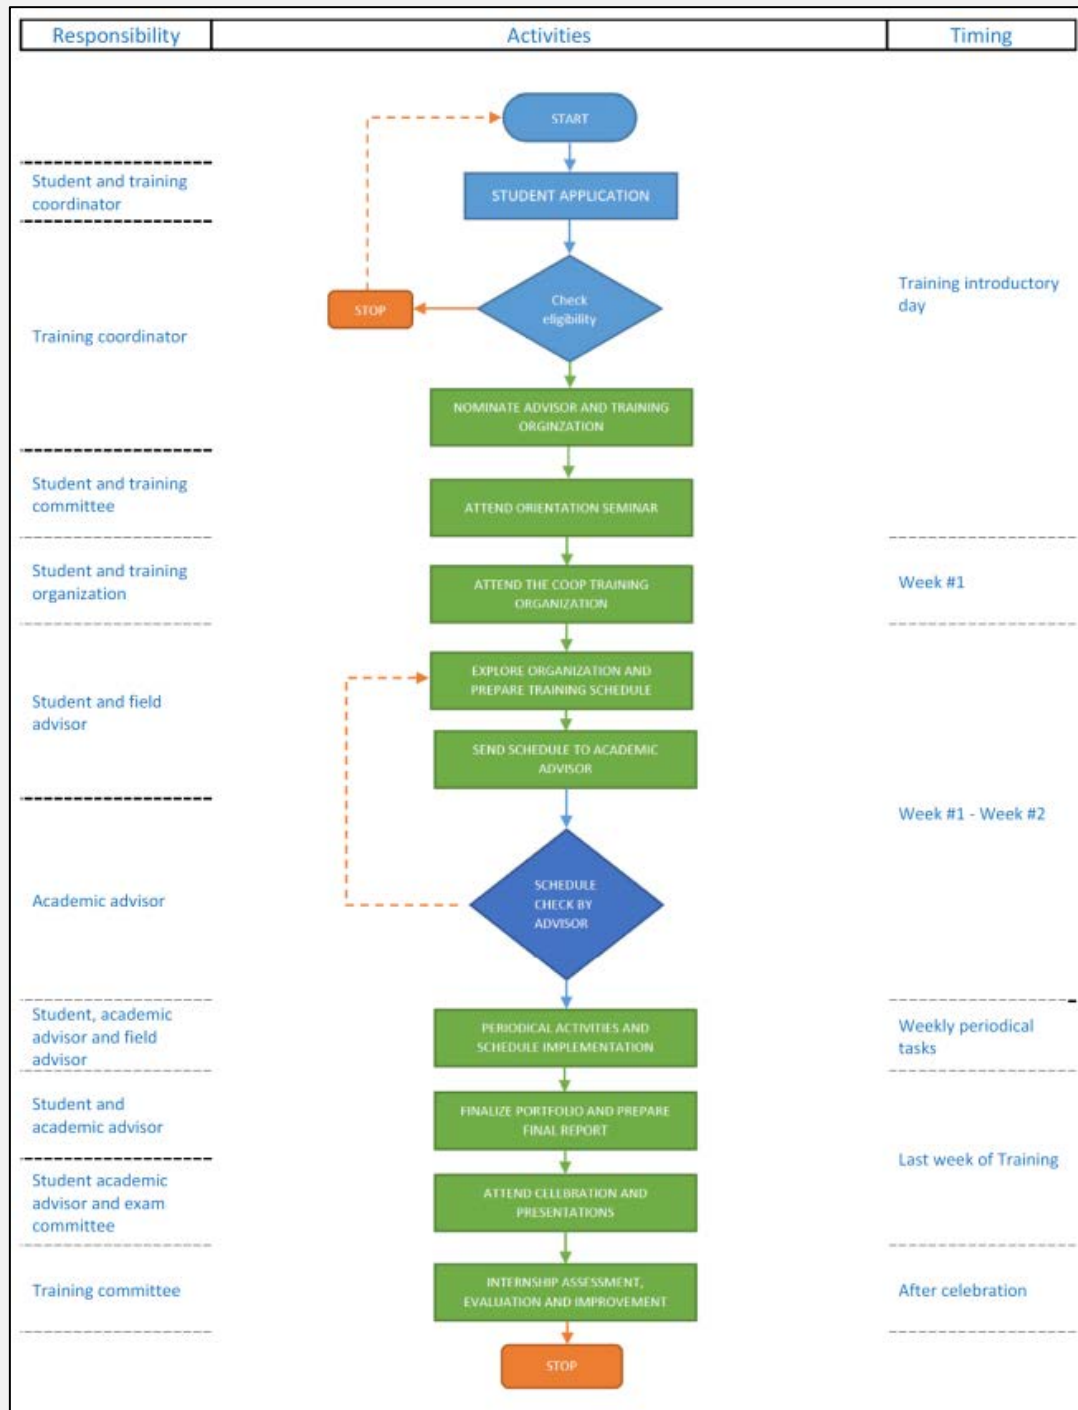 Responsibility
Activities
Timing
START
Student and training
coordinator
STUDENT APPLICATION
Training introductory
day
Check
eligibility
STOP
Training coordinator
NOMINATE ADVISOR AND TRAINING
ORGINZATION
Student and training
committee
ATTEND ORIENTATION SEMINAR
Student and training
organization
ATTEND THE COOP TRAINING
ORGANIZATION
Week #1
Student and field
advisor
EXPLORE ORGANIZATION AND
PREPARE TRAINING SCHEDULE
SEND SCHEDULE TO ACADEMIC
ADVISOR
Week #1 - Week #2
Academic advisor
SCHEDULE
CHECK BY
ADVISOR
Student, academic
advisor and field
advisor
PERIODICAL ACTIVITIES AND
SCHEDULE IMPLEMENTATION
Weekly periodical
tasks
Student and
academic advisor
FINALIZE PORTFOLIO AND PREPARE
FINAL REPORT
Last week of Training
Student academic
advisor and exam
committee
ATTEND CELEBRATION AND
PRESENTATIONS
Training committee
INTERNSHIP ASSESSMENT,
EVALUATION AND IMPROVEMENT
After celebration
STOP